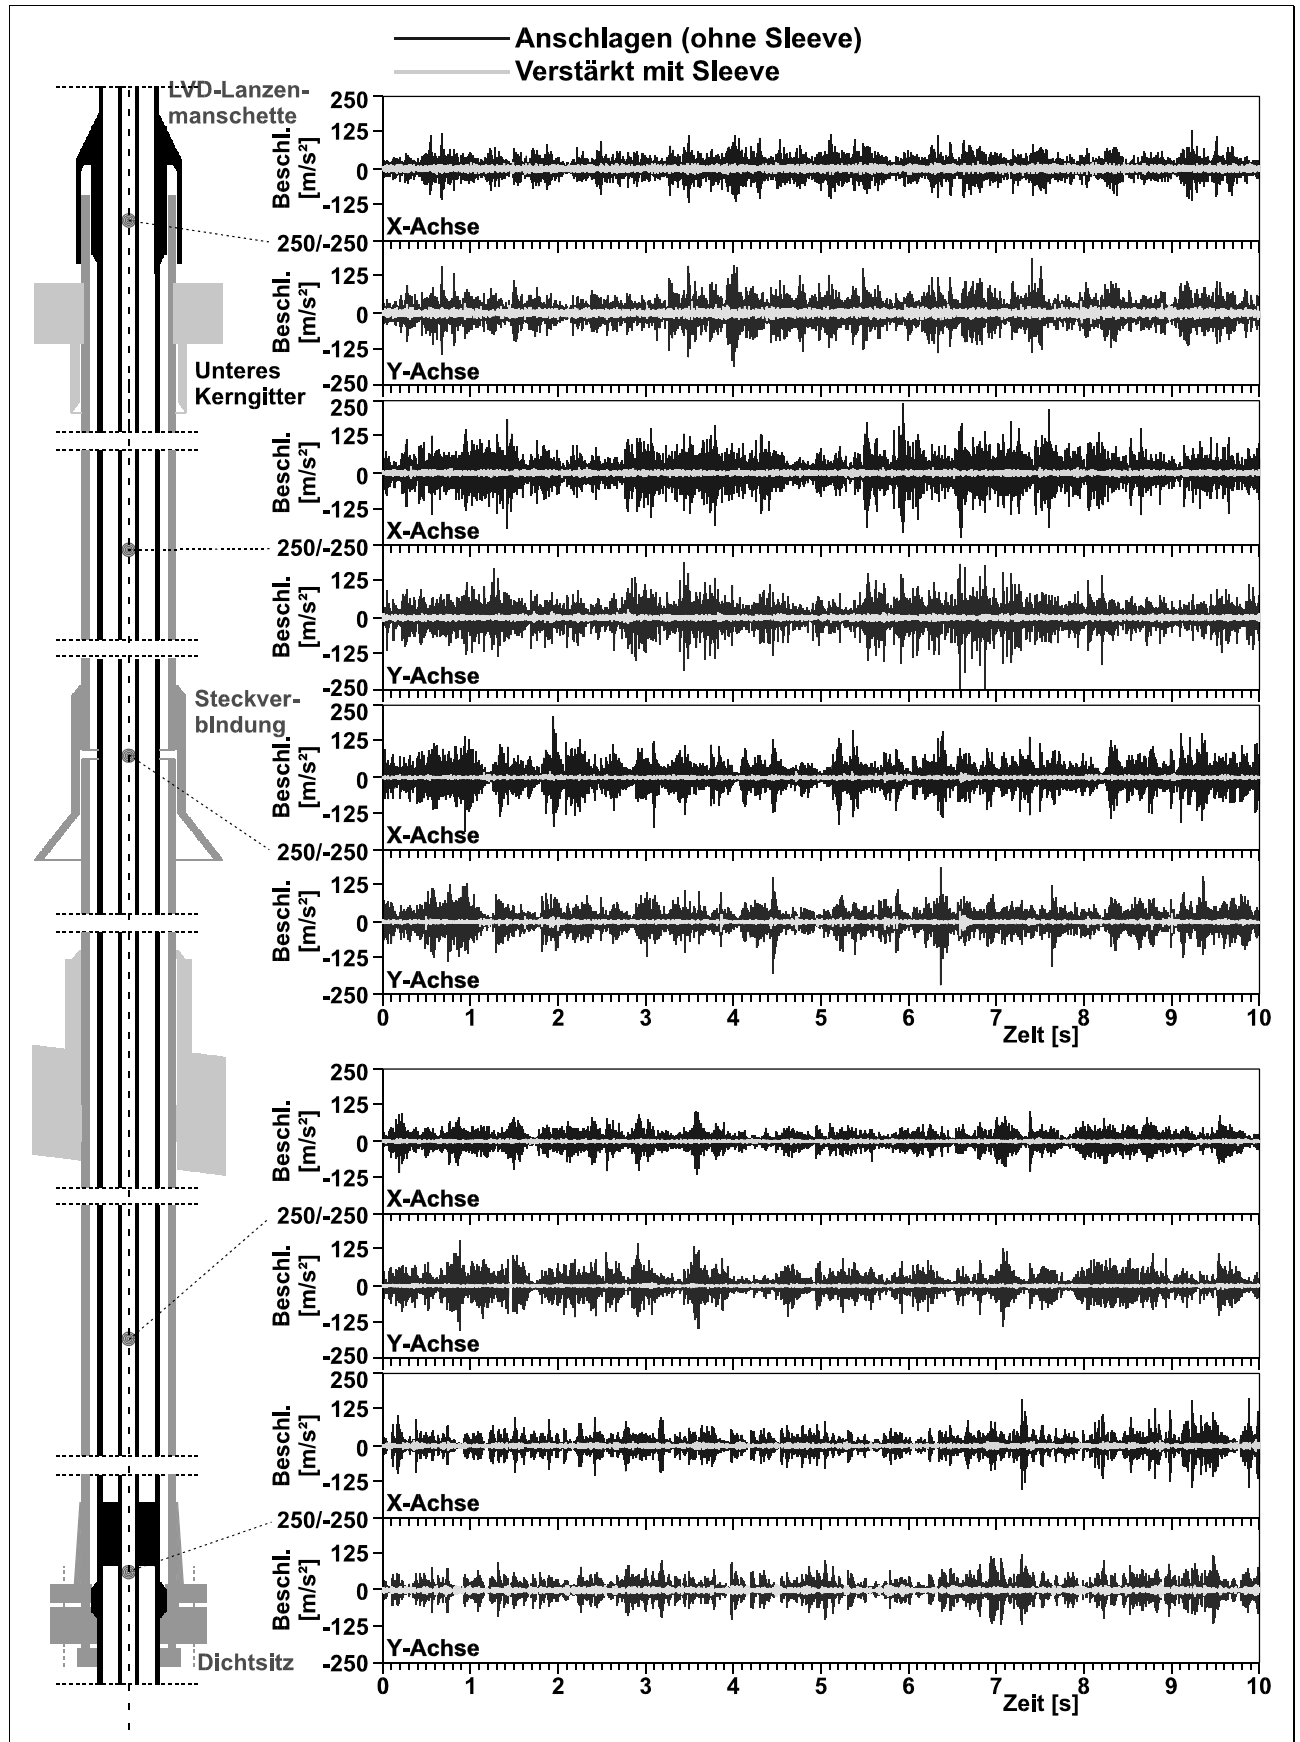 Anschlagen (ohne Sleeve)
Verstärkt mit Sleeve
LVD-Lanzen-
manschette
Unteres
Kerngitter
Steckver-
bIndung
Dichtsitz
Beschl.
[m/s²]
250
125
0
-125
X-Achse
250/-250
Beschl.
[m/s²]
125
0
-125
-250
Y-Achse
Beschl.
[m/s²]
250
125
0
-125
X-Achse
250/-250
Beschl.
[m/s²]
125
0
-125
-250
Y-Achse
Beschl.
[m/s²]
250
125
0
-125
X-Achse
250/-250
Beschl.
[m/s²]
125
0
-125
-250
Y-Achse
0 1 2 3 4 5 6 7 8 9 10
ZeIt [s]
Beschl.
[m/s²]
250
125
0
-125
X-Achse
250/-250
Beschl.
[m/s²]
125
0
-125
-250
Y-Achse
Beschl.
[m/s²]
250
125
0
-125
X-Achse
250/-250
Beschl.
[m/s²]
125
0
-125
-250
Y-Achse
0 1 2 3 4 5 6 7 8 9 10
Zeit [s]